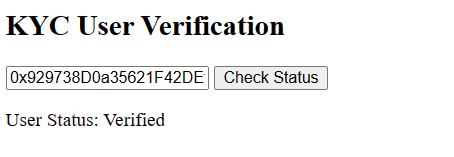 KYC User Verification
0x929738D0a35621F42DE Check Status
User Status: Verified